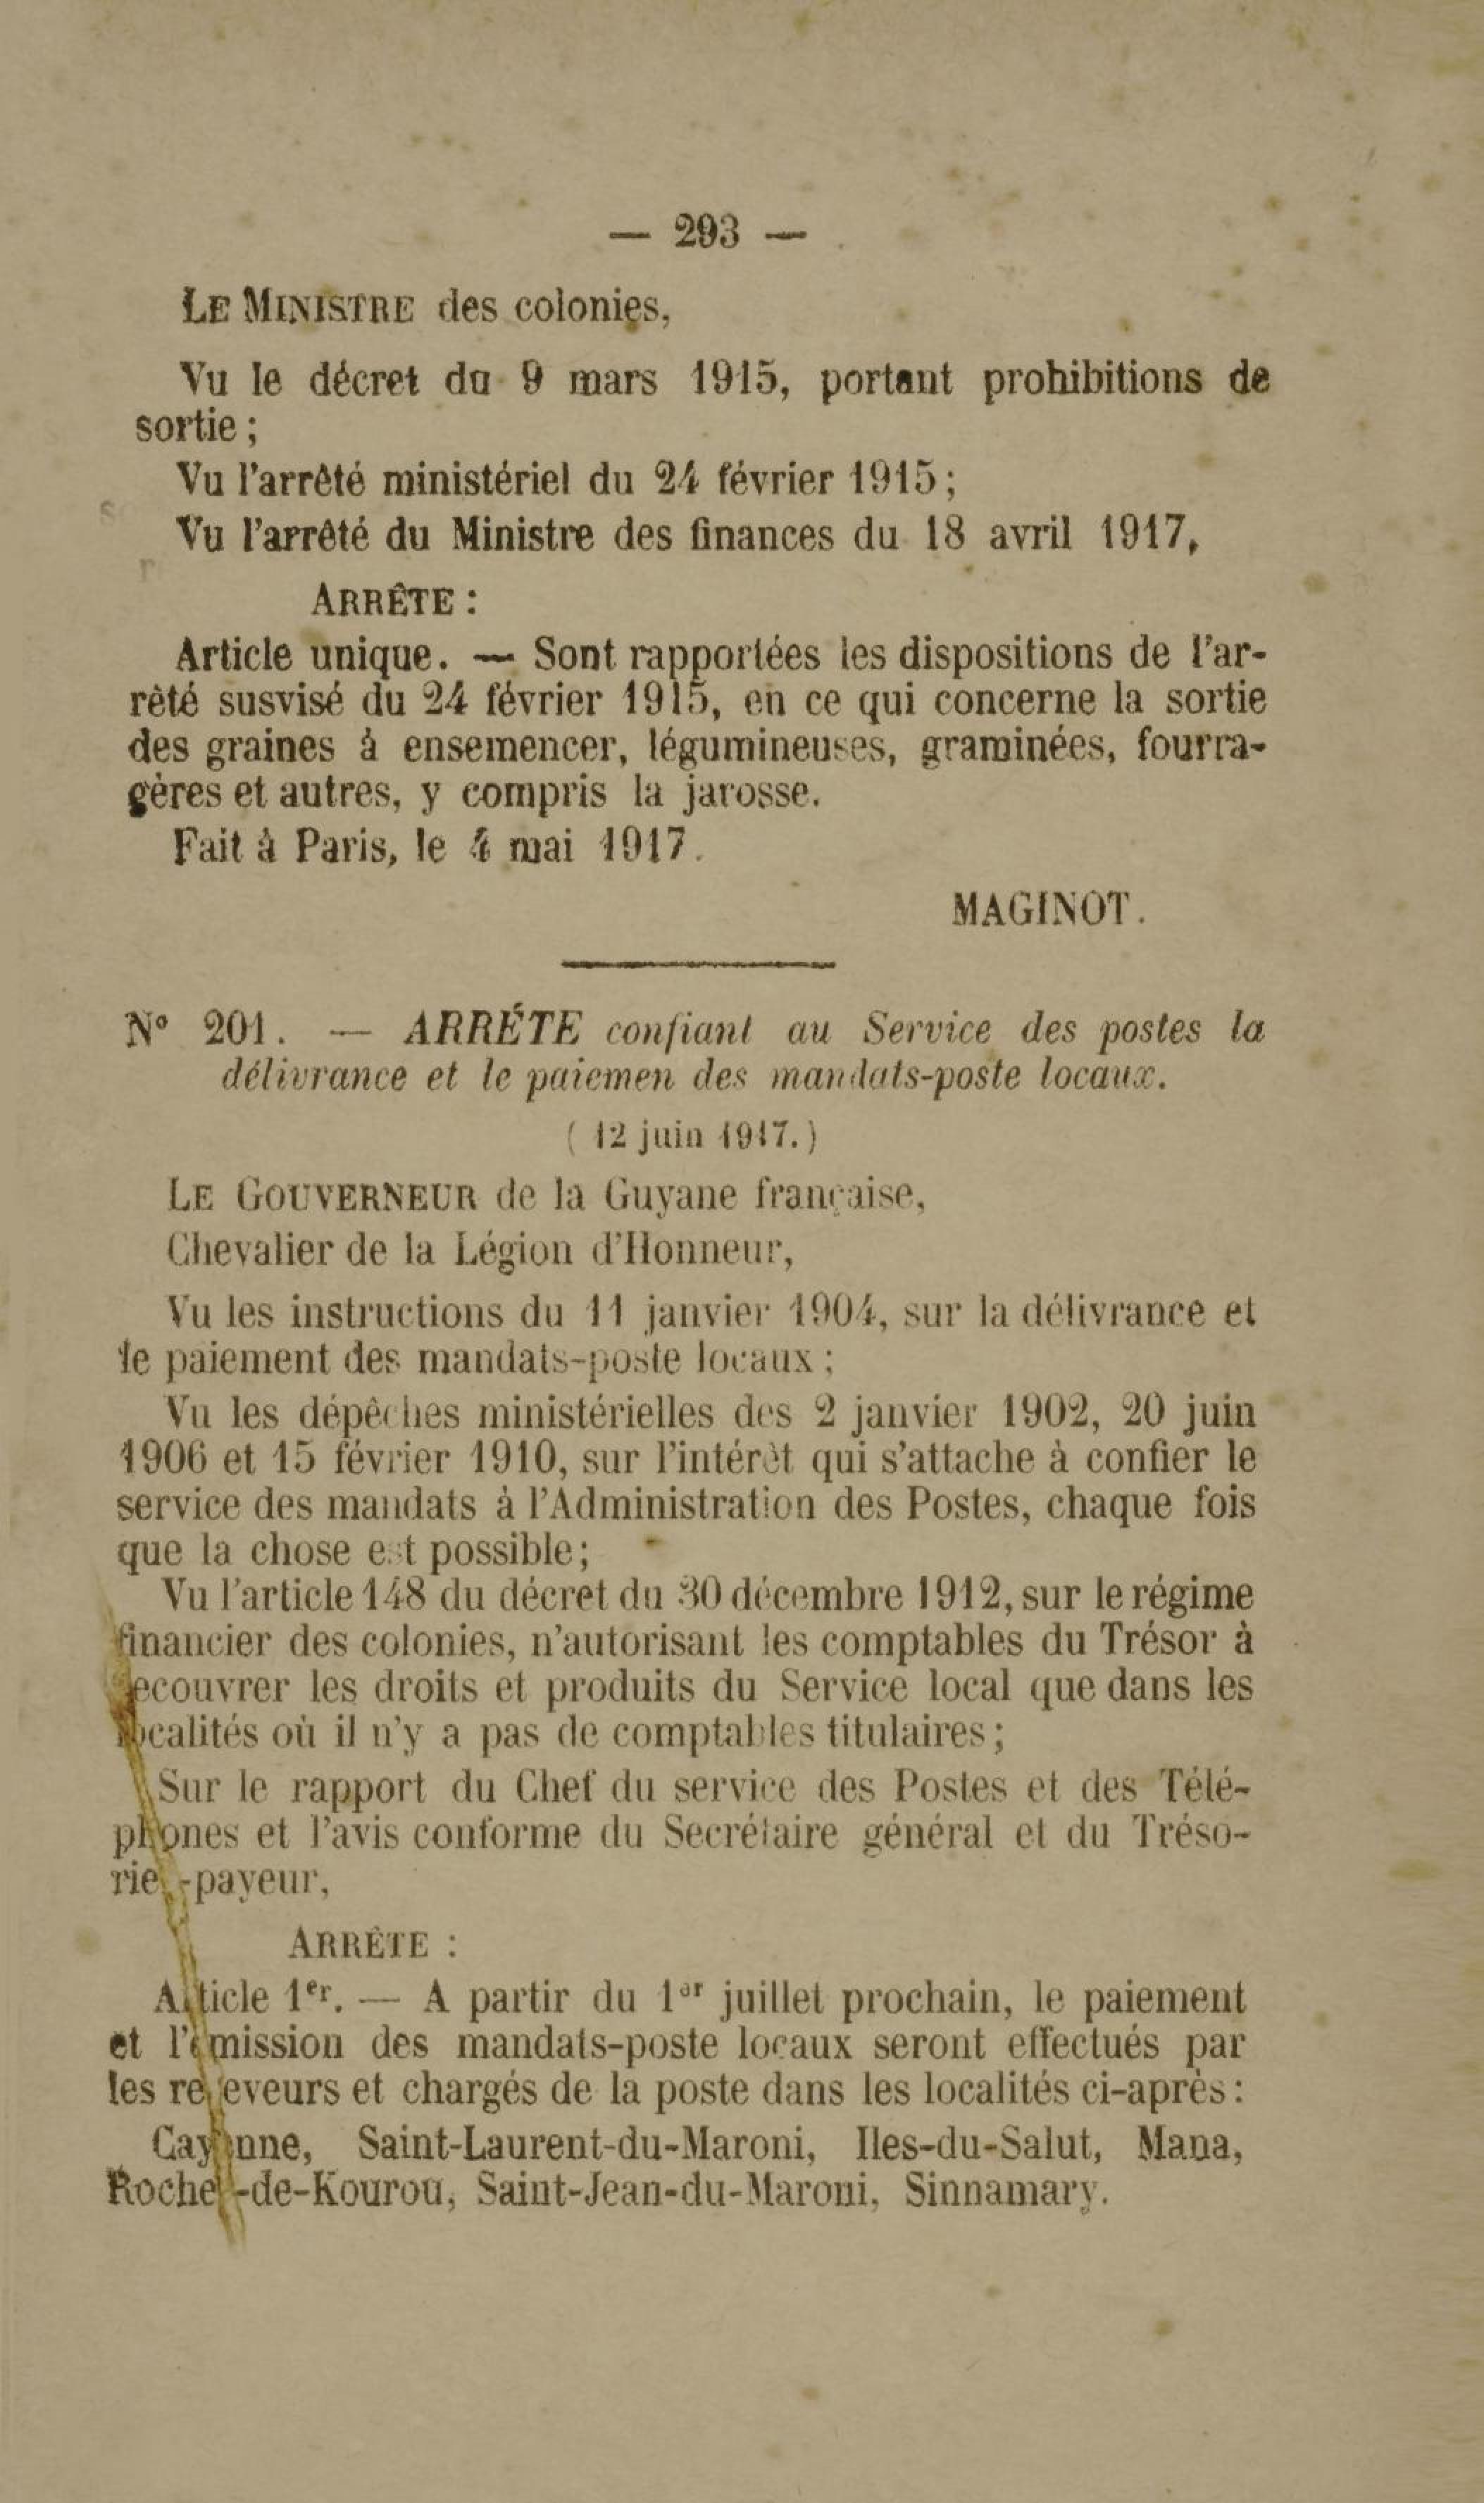 — 293 —
LE MINISTRE des colonies,
Vu le décret du 9 mars 1915, portant prohibitions de
sortie ;
Vu l'arrêté ministériel du 24 février 1915 ;
Vu l'arrêté du Ministre des finances du 18 avril 1917,
ARRÊTE :
Article unique. — Sont rapportées les dispositions de l'ar-
rêté susvisé du 24 février 1915, en ce qui concerne la sortie
des graines à ensemencer, légumineuses, graminées, fourra-
gères et autres, y compris la jarosse.
Fait à Paris, le 4 mai 1917.
MAGINOT.
N° 201. — ARRÉTE confiant au Service des postes la
délivrance et le paiemen des mandats-poste locaux.
( 12 juin 1917.)
LE GOUVERNEUR de la Guyane française,
Chevalier de la Légion d'Honneur,
Vu les instructions du 11 janvier 1904, sur la délivrance et
le paiement des mandats-poste locaux ;
Vu les dépêches ministérielles des 2 janvier 1902, 20 juin
1906 et 15 février 1910, sur l'intérèt qui s'attache à confier le
service des mandats à l'Administration des Postes, chaque fois
que la chose est possible ;
Vu l'article 148 du décret du 30 décembre 1912, sur le régime
financier des colonies, n'autorisant les comptables du Trésor à
recouvrer les droits et produits du Service local que dans les
localités où il n'y a pas de comptables titulaires ;
Sur le rapport du Chef du service des Postes et des Télé-
phones et l'avis conforme du Secrétaire général et du Tréso-
rier-payeur,
ARRÊTE :
Article 1er. — A partir du 1er juillet prochain, le paiement
et l'émission des mandats-poste locaux seront effectués par
les receveurs et chargés de la poste dans les localités ci-après :
Cayenne, Saint-Laurent-du-Maroni, Iles-du-Salut, Mana,
Roches-de-Kourou, Saint-Jean-du-Maroni, Sinnamary.